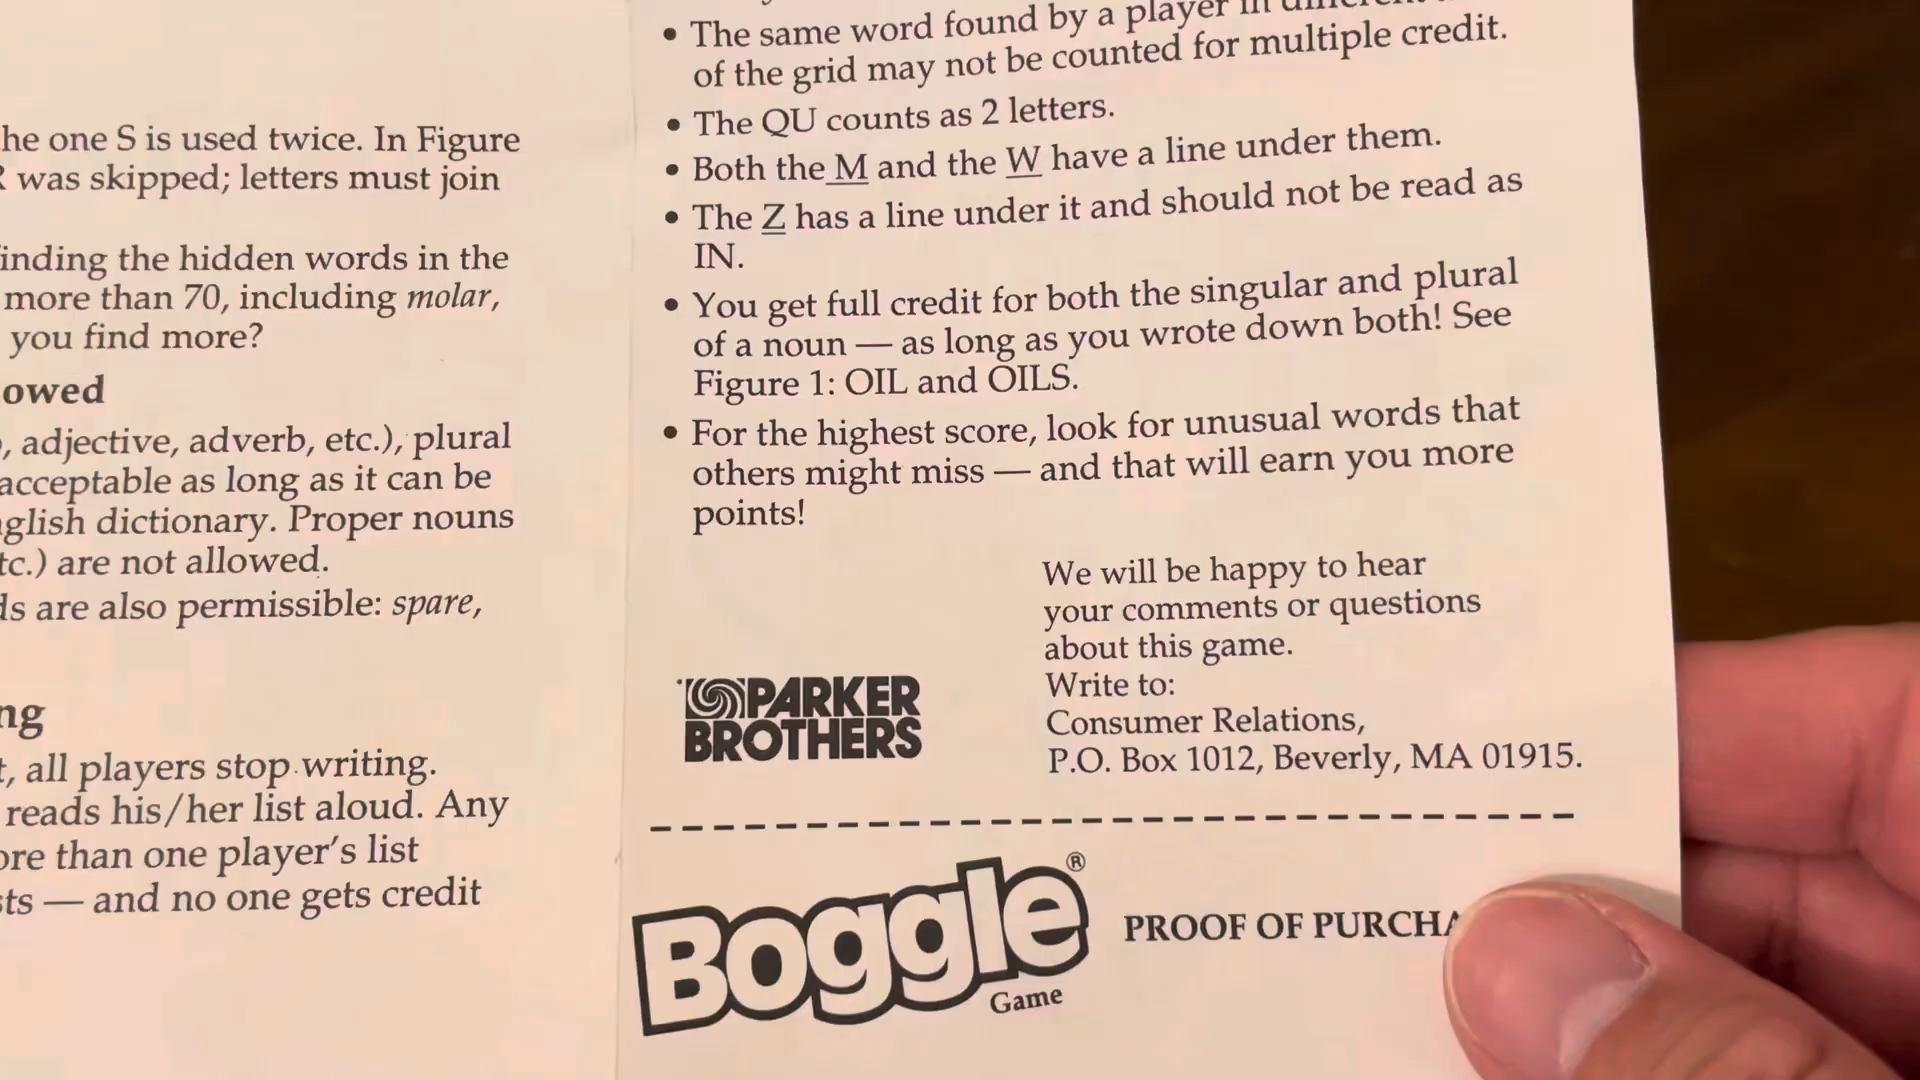 he one S is used twice. In Figure
was skipped; letters must join
inding the hidden words in the
more than 70, including molar,
you find more?
owed
, adjective, adverb, etc.), plural
acceptable as long as it can be
glish dictionary. Proper nouns
tc.) are not allowed.
ds are also permissible: spare,
ng
t, all players stop writing.
reads his/her list aloud. Any
ore than one player's list
sts — and no one gets credit
• The same word found by a player in
of the grid may not be counted for multiple credit.
• The QU counts as 2 letters.
• Both the M and the W have a line under them.
• The Z has a line under it and should not be read as
IN.
• You get full credit for both the singular and plural
of a noun — as long as you wrote down both! See
Figure 1: OIL and OILS.
• For the highest score, look for unusual words that
others might miss — and that will earn you more
points!
We will be happy to hear
your comments or questions
about this game.
Write to:
Consumer Relations,
P.O. Box 1012, Beverly, MA 01915.
PARKER
BROTHERS
Boggle®
Game
PROOF OF PURCHA